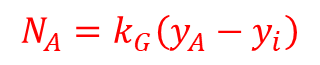 N_A = k_G(y_A − y_i)